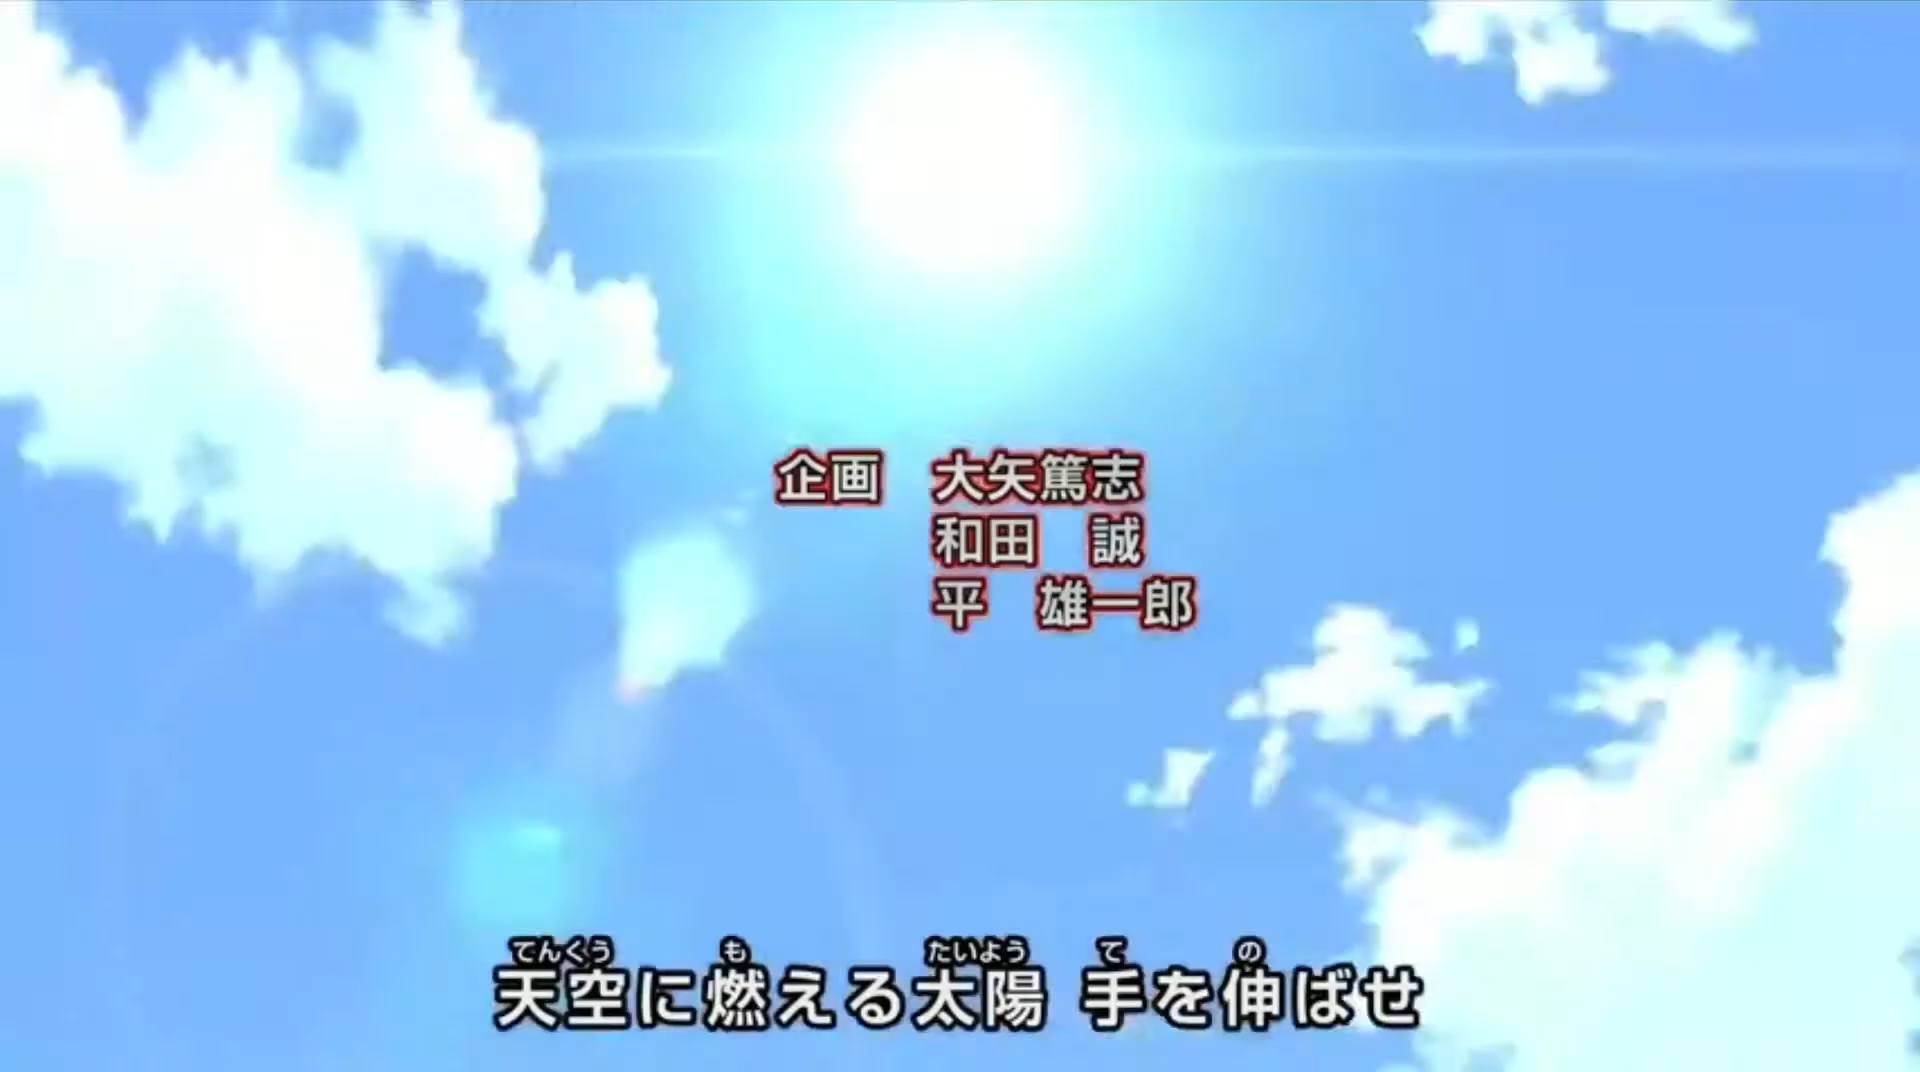 企画　大矢篤志
和田　誠
平　雄一郎
てんくう も たいよう て の
天空に燃える太陽 手を伸ばせ